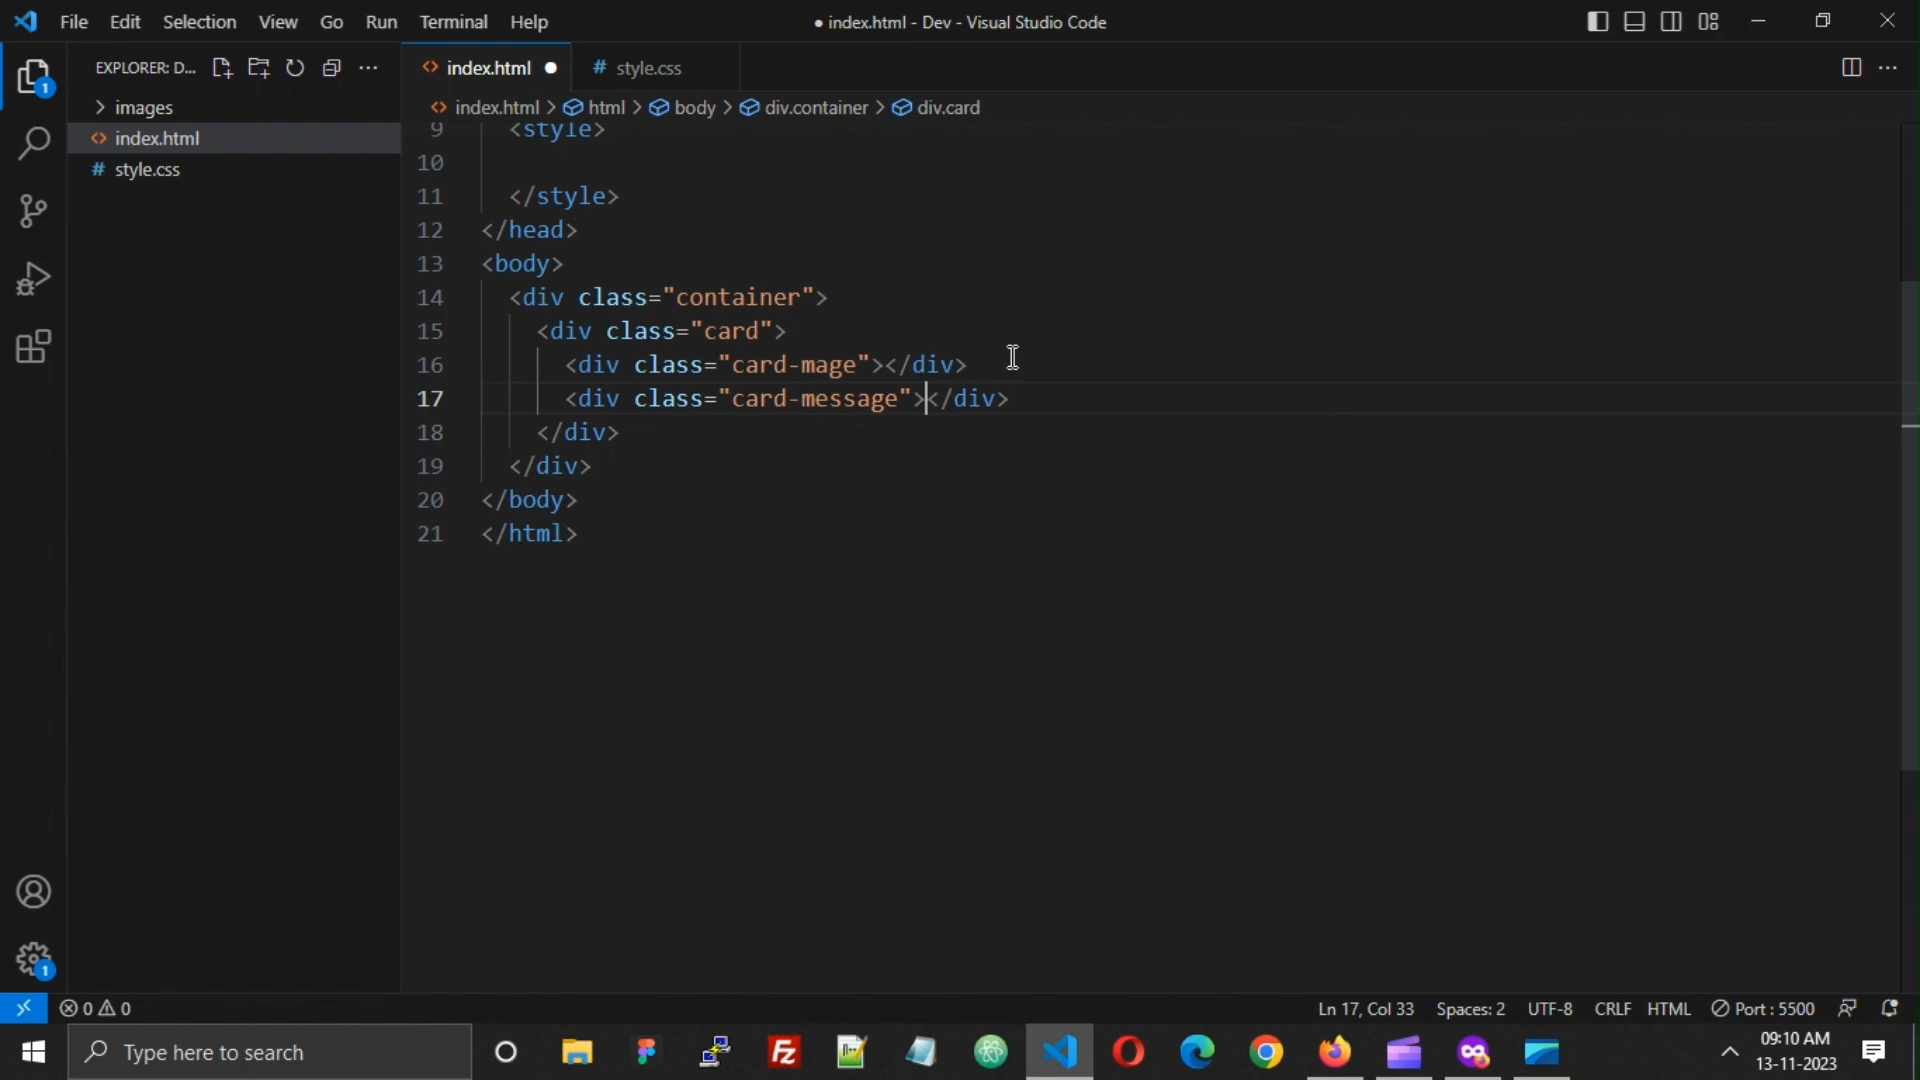 File Edit Selection View Go Run Terminal Help
● index.html - Dev - Visual Studio Code
EXPLORER: D...
images
index.html
style.css
index.html ●
# style.css
index.html > html > body > div.container > div.card
9 <style>
10
11 </style>
12 </head>
13 <body>
14 <div class="container">
15 <div class="card">
16 <div class="card-mage"></div>
17 <div class="card-message"></div>
18 </div>
19 </div>
20 </body>
21 </html>
1
1
0 0
Ln 17, Col 33 Spaces: 2 UTF-8 CRLF HTML Port : 5500
Type here to search
Fz
09:10 AM
13-11-2023